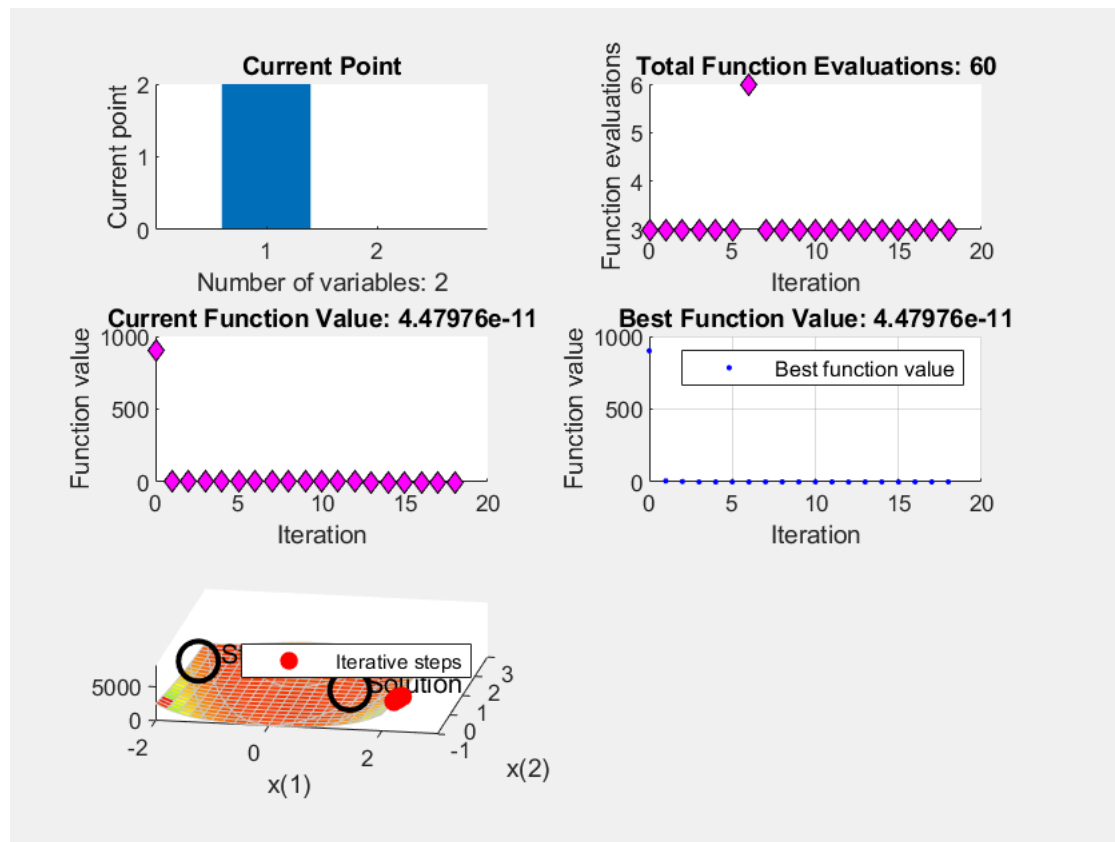 Current Point
Current point
2
1
0
1 2
Number of variables: 2
Total Function Evaluations: 60
Function evaluations
6
5
4
3
0 5 10 15 20
Iteration
Current Function Value: 4.47976e-11
Function value
1000
500
0
0 5 10 15 20
Iteration
Best Function Value: 4.47976e-11
Function value
1000
500
0
0 5 10 15 20
Iteration
Best function value
Iterative steps
Solution
5000
0
-2 0 2
x(1)
3
2
1
0
-1
x(2)